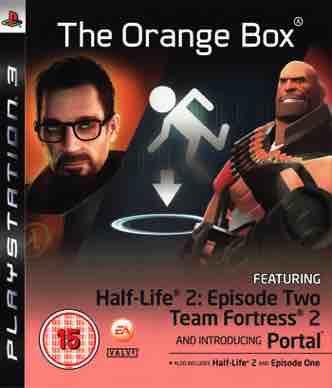 PLAYSTATION 3
The Orange Box
FEATURING
Half-Life® 2: Episode Two
Team Fortress® 2
AND INTRODUCING Portal™
15
EA
VALVE
• ALSO INCLUDES Half-Life® 2 AND Episode One